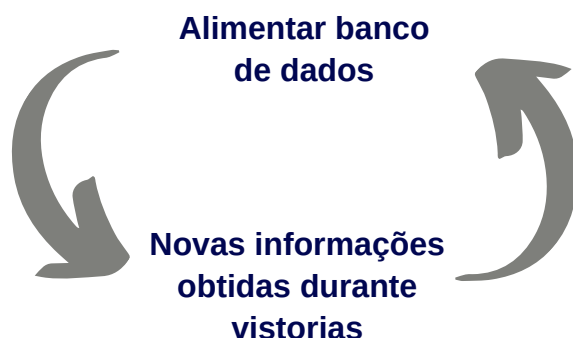 Alimentar banco
de dados
Novas informações
obtidas durante
vistorias